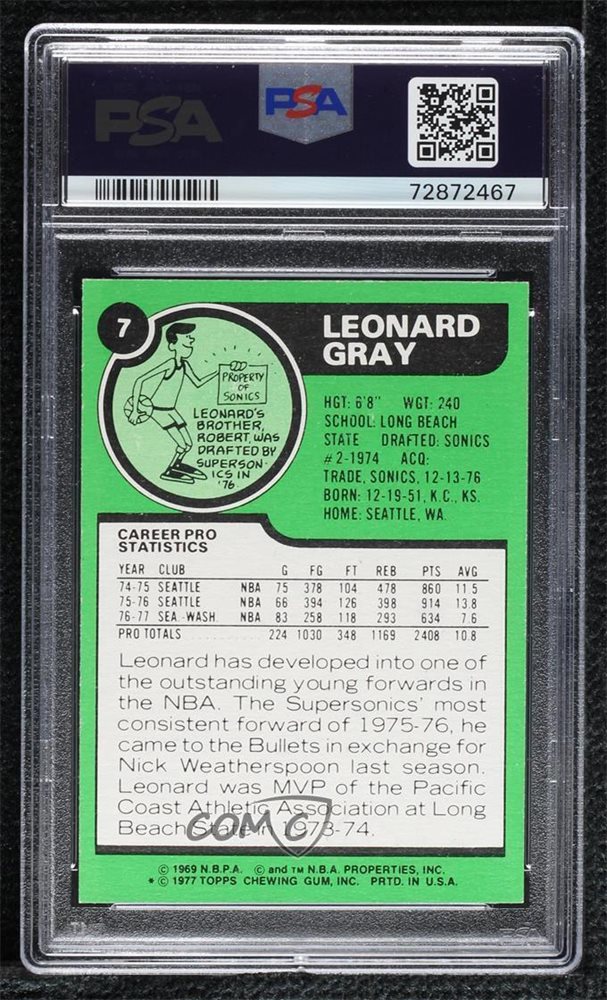 PSA
PSA
72872467
7
LEONARD
GRAY
PROPERTY
OF
SONICS
LEONARD'S
BROTHER,
ROBERT, WAS
DRAFTED BY
SUPERSON-
ICS IN
'76.
HGT: 6'8" WGT: 240
SCHOOL: LONG BEACH
STATE DRAFTED: SONICS
#2-1974 ACQ:
TRADE, SONICS, 12-13-76
BORN: 12-19-51, K.C., KS.
HOME: SEATTLE, WA.
CAREER PRO
STATISTICS
YEAR CLUB G FG FT REB PTS AVG
74-75 SEATTLE NBA 75 378 104 478 860 11.5
75-76 SEATTLE NBA 66 394 126 398 914 13.8
76-77 SEA.-WASH. NBA 83 258 118 293 634 7.6
PRO TOTALS 224 1030 348 1169 2408 10.8
Leonard has developed into one of
the outstanding young forwards in
the NBA. The Supersonics' most
consistent forward of 1975-76, he
came to the Bullets in exchange for
Nick Weatherspoon last season.
Leonard was MVP of the Pacific
Coast Athletic Association at Long
Beach State in 1973-74.
COMC
© 1969 N.B.P.A. © and TM N.B.A. PROPERTIES, INC.
* © 1977 TOPPS CHEWING GUM, INC. PRTD. IN U.S.A.